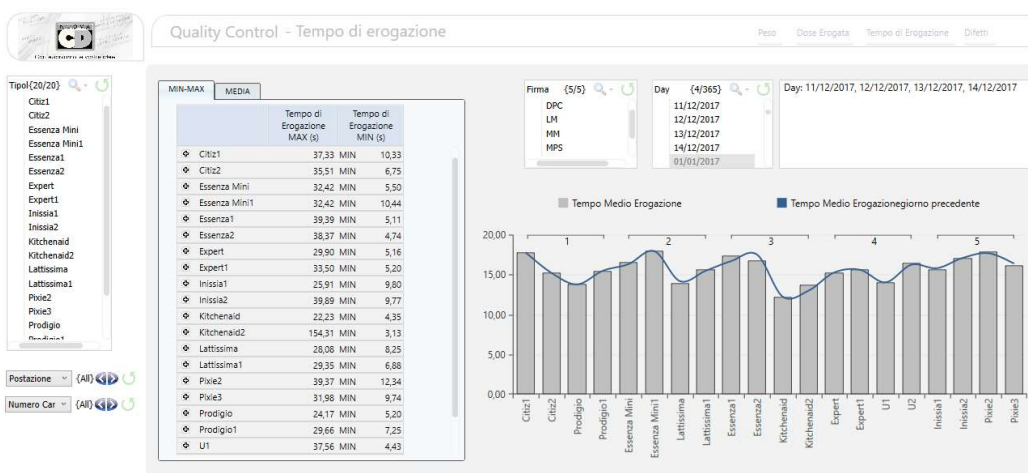 NUOVA
CD
Quality Control - Tempo di erogazione
Peso Dose Erogata Tempo di Erogazione Difetti
Tipol{20/20}
Citiz1
Citiz2
Essenza Mini
Essenza Mini1
Essenza1
Essenza2
Expert
Expert1
Inissia1
Inissia2
Kitchenaid
Kitchenaid2
Lattissima
Lattissima1
Pixie2
Pixie3
Prodigio
Prodigio1
Postazione {All}
Numero Car {All}
MIN-MAX MEDIA
Tempo di Erogazione MAX (s) Tempo di Erogazione MIN (s)
Citiz1 37,33 MIN 10,33
Citiz2 35,51 MIN 6,75
Essenza Mini 32,42 MIN 5,50
Essenza Mini1 32,42 MIN 10,44
Essenza1 39,39 MIN 5,11
Essenza2 38,37 MIN 4,74
Expert 29,90 MIN 5,16
Expert1 33,50 MIN 5,20
Inissia1 25,91 MIN 9,80
Inissia2 39,89 MIN 9,77
Kitchenaid 22,23 MIN 4,35
Kitchenaid2 154,31 MIN 3,13
Lattissima 28,08 MIN 8,25
Lattissima1 29,35 MIN 6,88
Pixie2 39,37 MIN 12,34
Pixie3 31,98 MIN 9,74
Prodigio 24,17 MIN 5,20
Prodigio1 29,66 MIN 7,25
U1 37,56 MIN 4,43
Firma {5/5}
DPC
LM
MM
MPS
Day {4/365}
11/12/2017
12/12/2017
13/12/2017
14/12/2017
01/01/2017
Day: 11/12/2017, 12/12/2017, 13/12/2017, 14/12/2017
Tempo Medio Erogazione Tempo Medio Erogazionegiorno precedente
20,00
15,00
10,00
5,00
0,00
1 2 3 4 5
Citiz1
Citiz2
Prodigio
Prodigio1
Essenza Mini
Essenza Mini1
Lattissima
Lattissima1
Essenza1
Essenza2
Kitchenaid
Kitchenaid2
Expert
Expert1
U1
U2
Inissia1
Inissia2
Pixie2
Pixie3